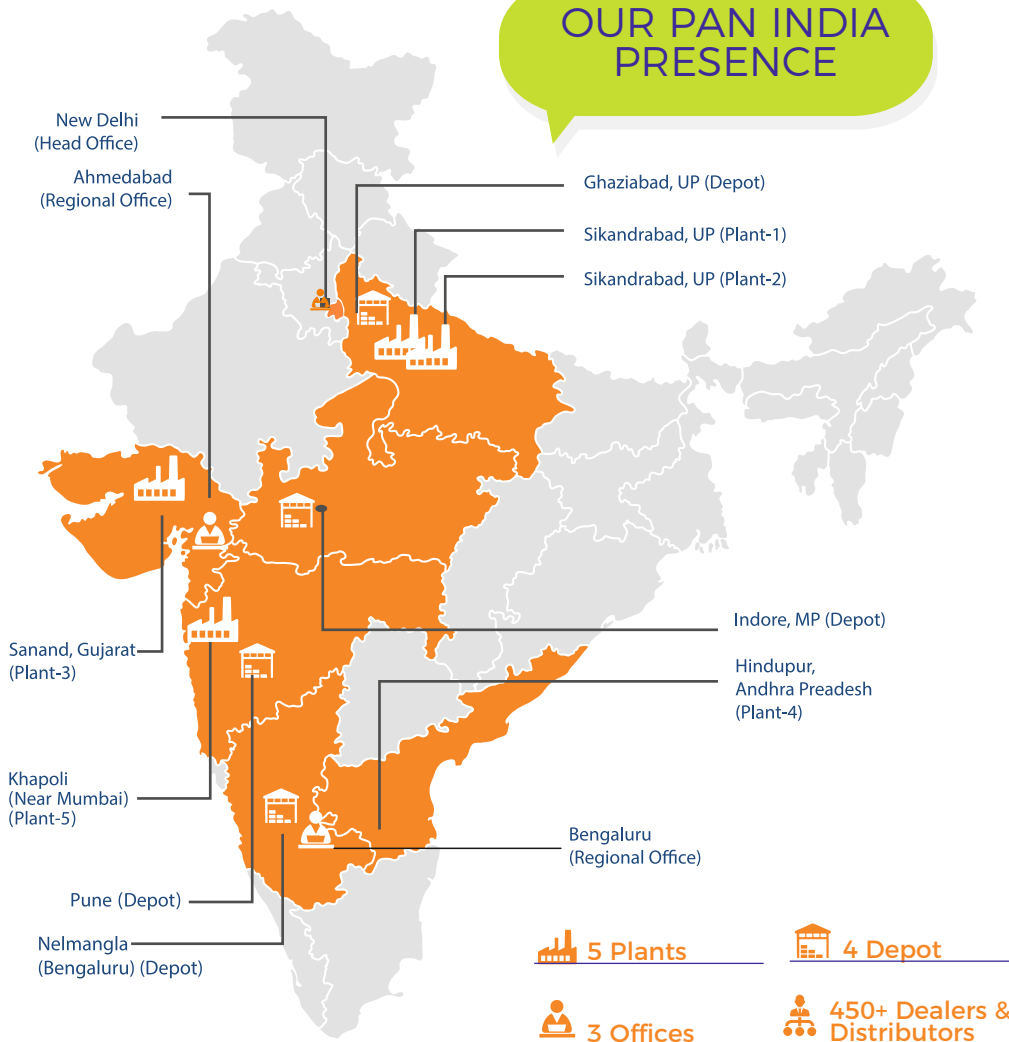 OUR PAN INDIA
PRESENCE
New Delhi
(Head Office)
Ahmedabad
(Regional Office)
Ghaziabad, UP (Depot)
Sikandrabad, UP (Plant-1)
Sikandrabad, UP (Plant-2)
Indore, MP (Depot)
Sanand, Gujarat
(Plant-3)
Hindupur,
Andhra Preadesh
(Plant-4)
Khapoli
(Near Mumbai)
(Plant-5)
Bengaluru
(Regional Office)
Pune (Depot)
Nelmangla
(Bengaluru) (Depot)
5 Plants
4 Depot
3 Offices
450+ Dealers &
Distributors